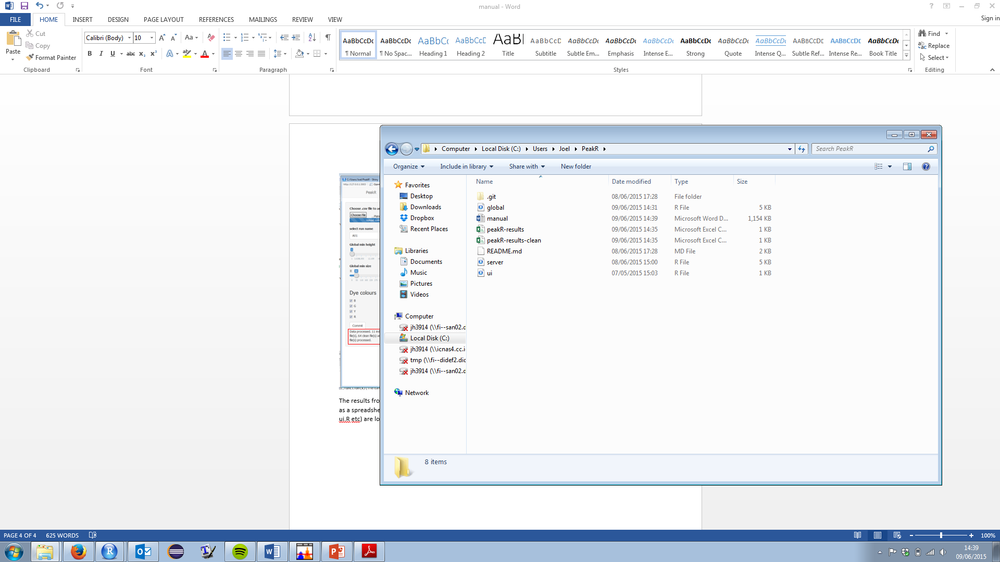 manual - Word
Sign in
FILE HOME INSERT DESIGN PAGE LAYOUT REFERENCES MAILINGS REVIEW VIEW
Paste
Cut
Copy
Format Painter
Clipboard
Calibri (Body) 10
Font
Paragraph
AaBbCcDc AaBbCcDc AaBbCc AaBbCcD AaB AaBbCcD AaBbCcDc AaBbCcDc AaBbCcDc AaBbCcDc AaBbCcDc AaBbCcDc AABBCCDE AABBCCDE AaBbCcDc
¶ Normal ¶ No Spac... Heading 1 Heading 2 Title Subtitle Subtle Em... Emphasis Intense E... Strong Quote Intense Q... Subtle Ref... Intense Re... Book Title
Styles
Find
Replace
Select
Editing
C:/Users/Joel/PeakR - Shiny
PeakR
Choose .csv file to
Choose File
select run name
A01
Global min height
Global min size
Dye colours
B
G
Y
R
Commit
Data processed. 11
file(s), 64 clean file(s)
file(s) processed.
The results fro
as a spreadshe
ui.R etc) are lo
Computer Local Disk (C:) Users Joel PeakR
Search PeakR
Organize Include in library Share with New folder
Favorites
Desktop
Downloads
Dropbox
Recent Places
Libraries
Documents
Music
Pictures
Videos
Computer
jh3914 (\\fi--san02.d
Local Disk (C:)
jh3914 (\\icnas4.cc.i
tmp (\\fi--didef2.dic
jh3914 (\\fi--san02.d
Network
Name Date modified Type Size
.git 08/06/2015 17:28 File folder
global 09/06/2015 14:31 R File 5 KB
manual 09/06/2015 14:39 Microsoft Word D... 1,154 KB
peakR-results 09/06/2015 14:35 Microsoft Excel C... 1 KB
peakR-results-clean 09/06/2015 14:35 Microsoft Excel C... 1 KB
README.md 08/06/2015 17:28 MD File 2 KB
server 08/06/2015 15:00 R File 5 KB
ui 07/05/2015 15:03 R File 1 KB
8 items
PAGE 4 OF 4 625 WORDS
100%
14:39
09/06/2015